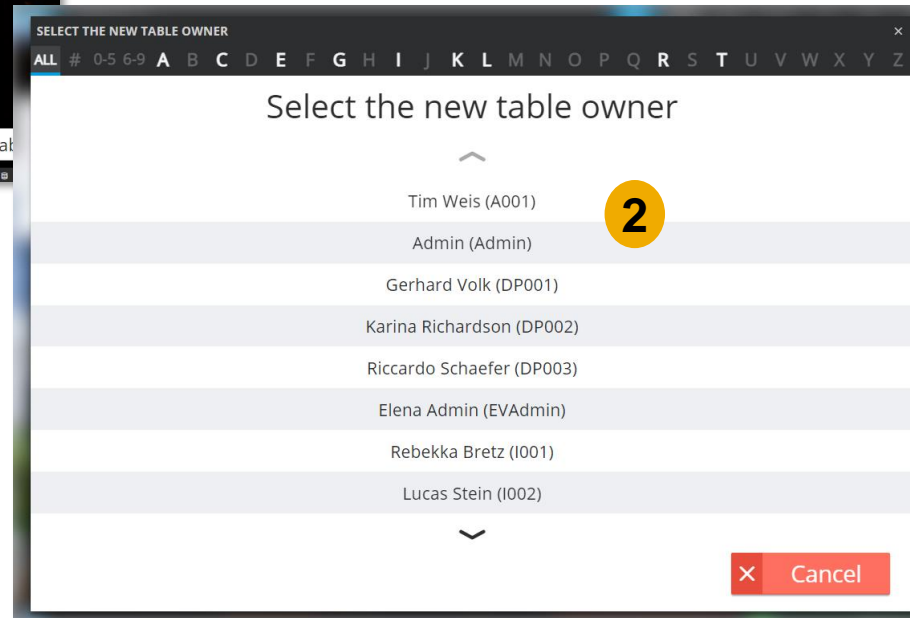 SELECT THE NEW TABLE OWNER ×
ALL # 0-5 6-9 A B C D E F G H I J K L M N O P Q R S T U V W X Y Z
Select the new table owner
Tim Weis (A001)
2
Admin (Admin)
Gerhard Volk (DP001)
Karina Richardson (DP002)
Riccardo Schaefer (DP003)
Elena Admin (EVAdmin)
Rebekka Bretz (I001)
Lucas Stein (I002)
× Cancel